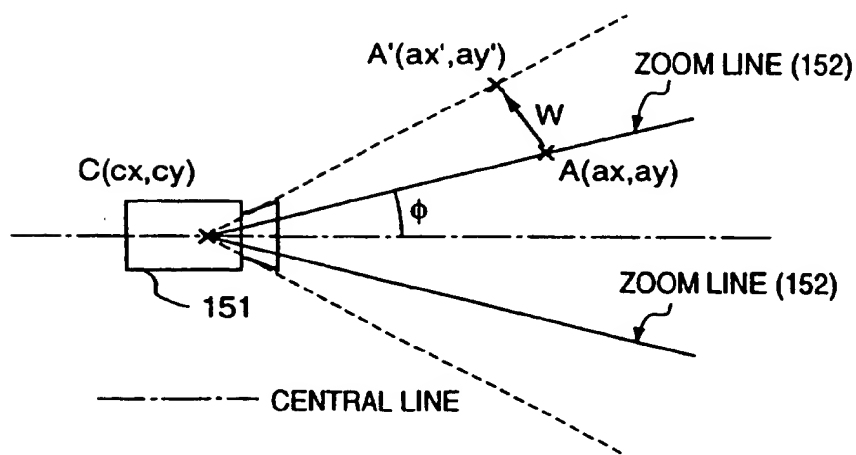 A'(ax',ay')
ZOOM LINE (152)
W
C(cx,cy)
A(ax,ay)
ϕ
ZOOM LINE (152)
151
CENTRAL LINE